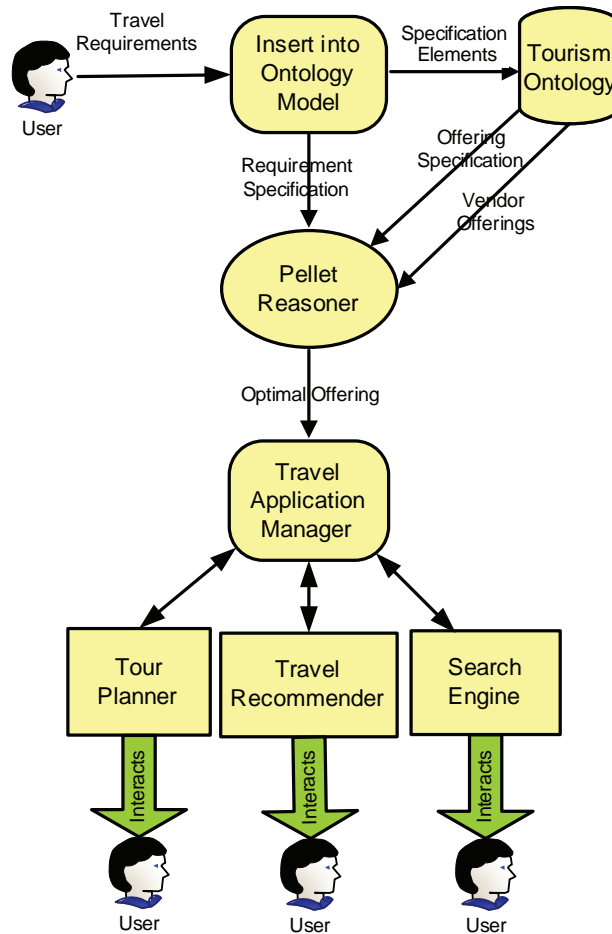 Travel
Requirements
User
Insert into
Ontology
Model
Specification
Elements
Tourism
Ontology
Requirement
Specification
Offering
Specification
Vendor
Offerings
Pellet
Reasoner
Optimal Offering
Travel
Application
Manager
Tour
Planner
Travel
Recommender
Search
Engine
Interacts
Interacts
Interacts
User
User
User